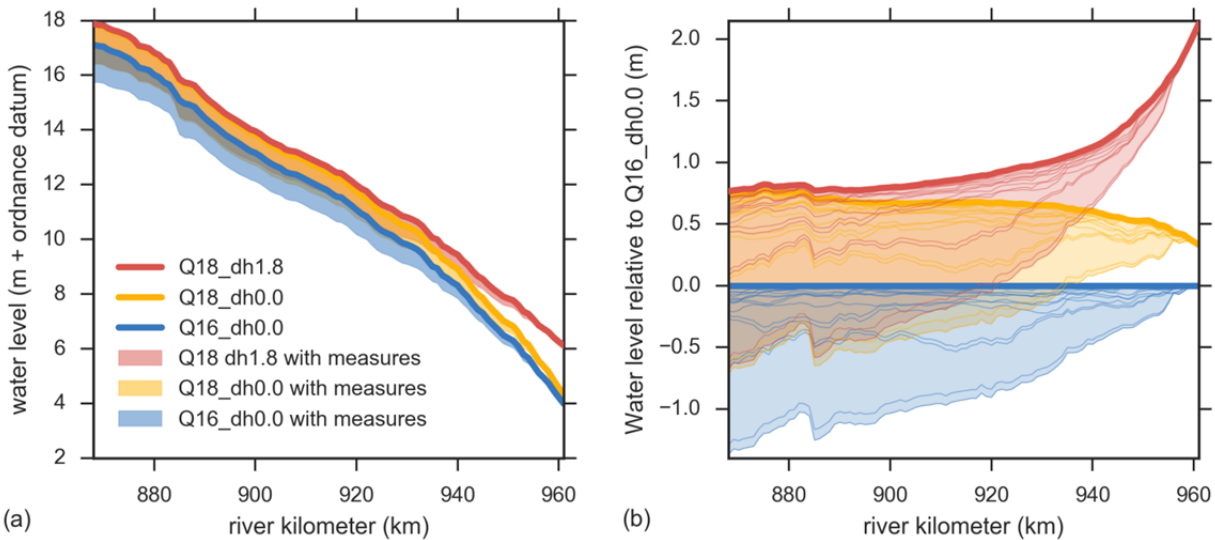 18
16
14
12
10
8
6
4
2
water level (m + ordnance datum)
Q18_dh1.8
Q18_dh0.0
Q16_dh0.0
Q18 dh1.8 with measures
Q18_dh0.0 with measures
Q16_dh0.0 with measures
880
900
920
940
960
(a)
river kilometer (km)
2.0
1.5
1.0
0.5
0.0
−0.5
−1.0
Water level relative to Q16_dh0.0 (m)
880
900
920
940
960
(b)
river kilometer (km)